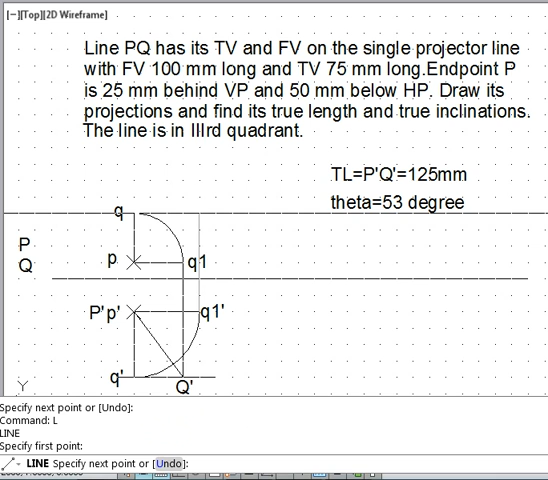 [−][Top][2D Wireframe]
Line PQ has its TV and FV on the single projector line
with FV 100 mm long and TV 75 mm long.Endpoint P
is 25 mm behind VP and 50 mm below HP. Draw its
projections and find its true length and true inclinations.
The line is in IIIrd quadrant.
TL=P'Q'=125mm
theta=53 degree
q
P
p
q1
Q
P'p'
q1'
q'
Q'
Y
Specify next point or [Undo]:
Command: L
LINE
Specify first point:
LINE Specify next point or [Undo]: